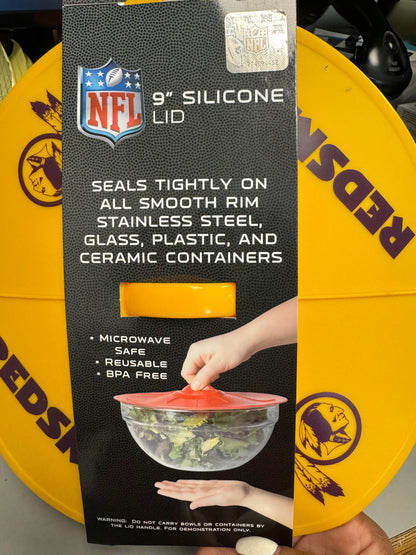 NFL
NFL
9" SILICONE
LID
SEALS TIGHTLY ON
ALL SMOOTH RIM
STAINLESS STEEL,
GLASS, PLASTIC, AND
CERAMIC CONTAINERS
• MICROWAVE
SAFE
• REUSABLE
• BPA FREE
WARNING: DO NOT CARRY BOWLS OR CONTAINERS BY
THE LID HANDLE. FOR DEMONSTRATION ONLY.
REDSK
REDSK